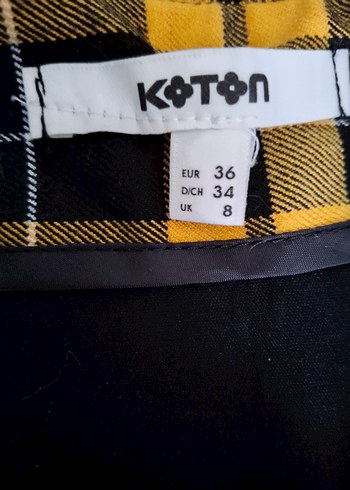 KOTON
EUR 36
D/CH 34
UK 8